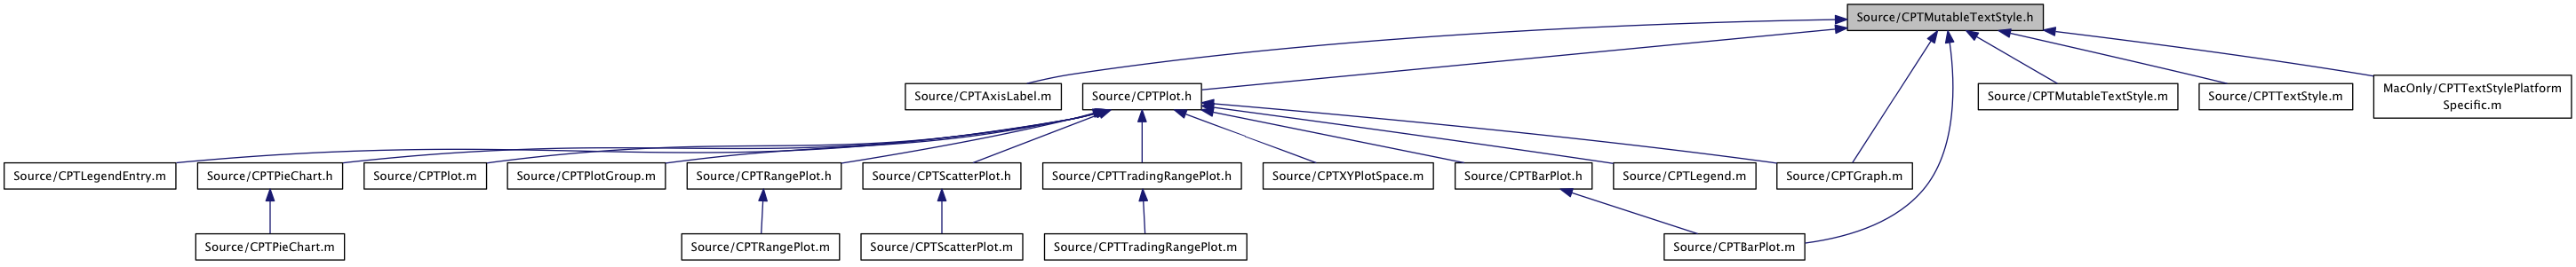 Source/CPTMutableTextStyle.h
Source/CPTAxisLabel.m
Source/CPTPlot.h
Source/CPTMutableTextStyle.m
Source/CPTTextStyle.m
MacOnly/CPTTextStylePlatform
Specific.m
Source/CPTLegendEntry.m
Source/CPTPieChart.h
Source/CPTPlot.m
Source/CPTPlotGroup.m
Source/CPTRangePlot.h
Source/CPTScatterPlot.h
Source/CPTTradingRangePlot.h
Source/CPTXYPlotSpace.m
Source/CPTBarPlot.h
Source/CPTLegend.m
Source/CPTGraph.m
Source/CPTPieChart.m
Source/CPTRangePlot.m
Source/CPTScatterPlot.m
Source/CPTTradingRangePlot.m
Source/CPTBarPlot.m